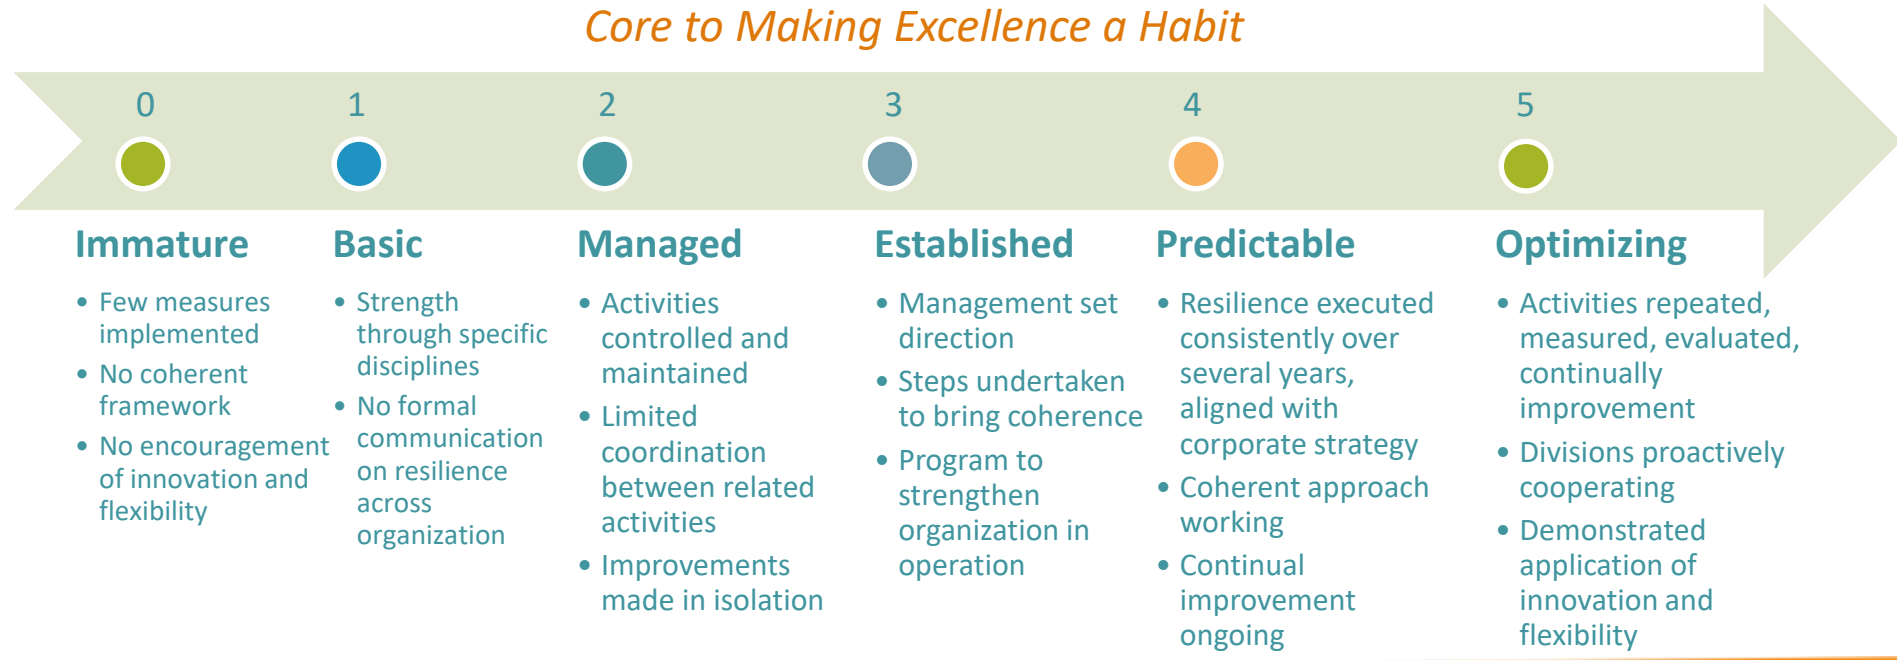 Core to Making Excellence a Habit
0
1
2
3
4
5
Immature
• Few measures
implemented
• No coherent
framework
• No encouragement
of innovation and
flexibility
Basic
• Strength
through specific
disciplines
• No formal
communication
on resilience
across
organization
Managed
• Activities
controlled and
maintained
• Limited
coordination
between related
activities
• Improvements
made in isolation
Established
• Management set
direction
• Steps undertaken
to bring coherence
• Program to
strengthen
organization in
operation
Predictable
• Resilience executed
consistently over
several years,
aligned with
corporate strategy
• Coherent approach
working
• Continual
improvement
ongoing
Optimizing
• Activities repeated,
measured, evaluated,
continually
improvement
• Divisions proactively
cooperating
• Demonstrated
application of
innovation and
flexibility